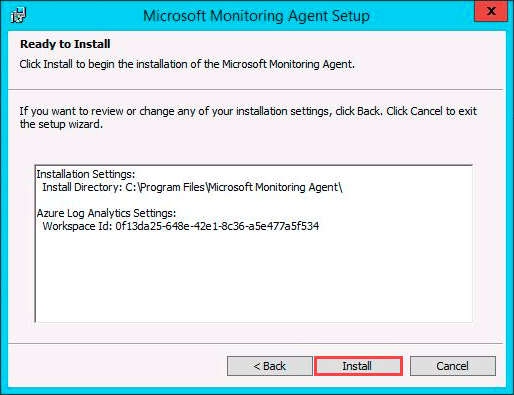 Microsoft Monitoring Agent Setup
x
Ready to Install
Click Install to begin the installation of the Microsoft Monitoring Agent.
If you want to review or change any of your installation settings, click Back. Click Cancel to exit
the setup wizard.
Installation Settings:
Install Directory: C:\Program Files\Microsoft Monitoring Agent\
Azure Log Analytics Settings:
Workspace Id: 0f13da25-648e-42e1-8c36-a5e477a5f534
< Back
Install
Cancel